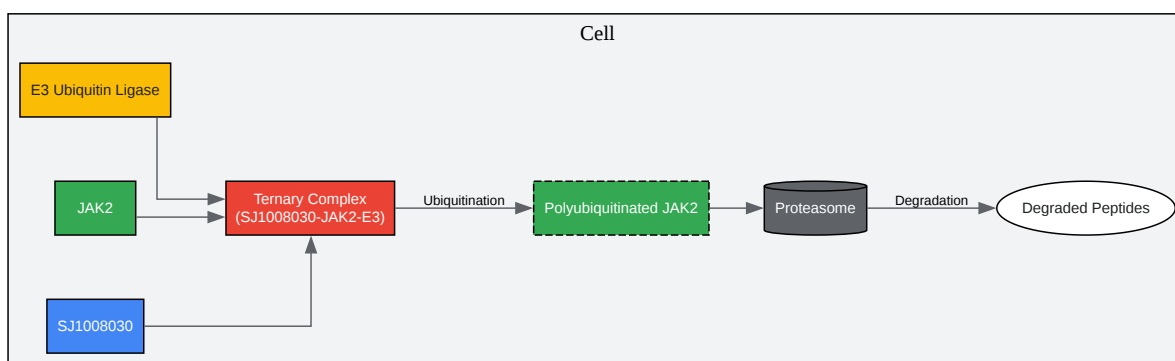 Cell
E3 Ubiquitin Ligase
JAK2
Ternary Complex
(SJ1008030-JAK2-E3)
Ubiquitination
Polyubiquitinated JAK2
Proteasome
Degradation
Degraded Peptides
SJ1008030